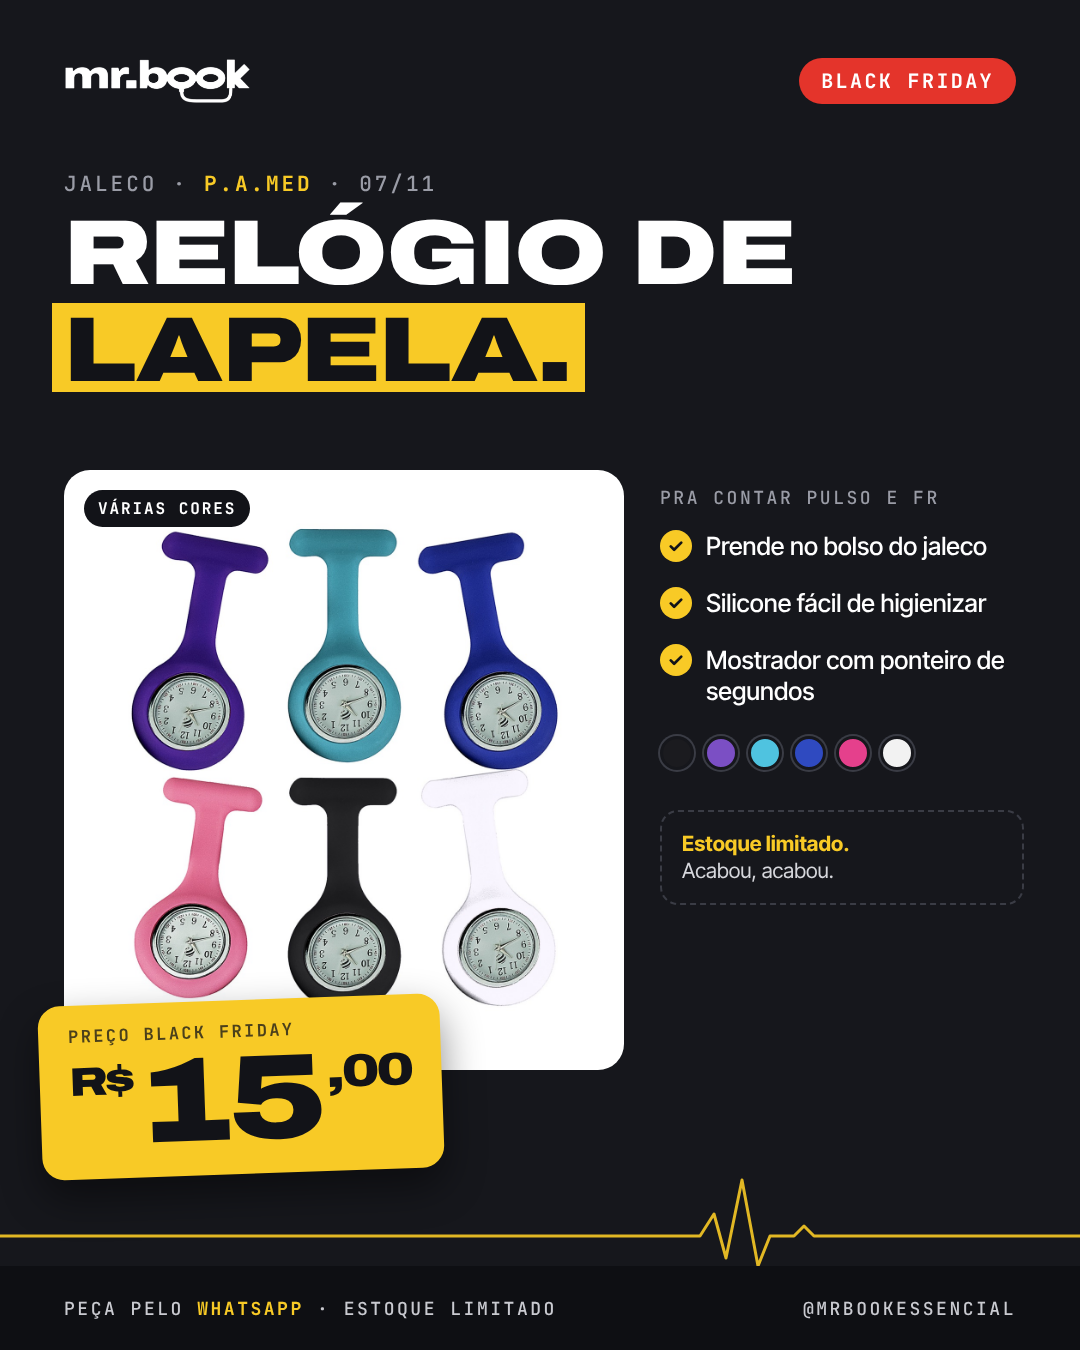 mr.book
BLACK FRIDAY
JALECO · P.A.MED · 07/11
RELÓGIO DE
LAPELA.
VÁRIAS CORES
PRA CONTAR PULSO E FR
Prende no bolso do jaleco
Silicone fácil de higienizar
Mostrador com ponteiro de
segundos
Estoque limitado.
Acabou, acabou.
PREÇO BLACK FRIDAY
R$ 15,00
PEÇA PELO WHATSAPP · ESTOQUE LIMITADO
@MRBOOKESSENCIAL